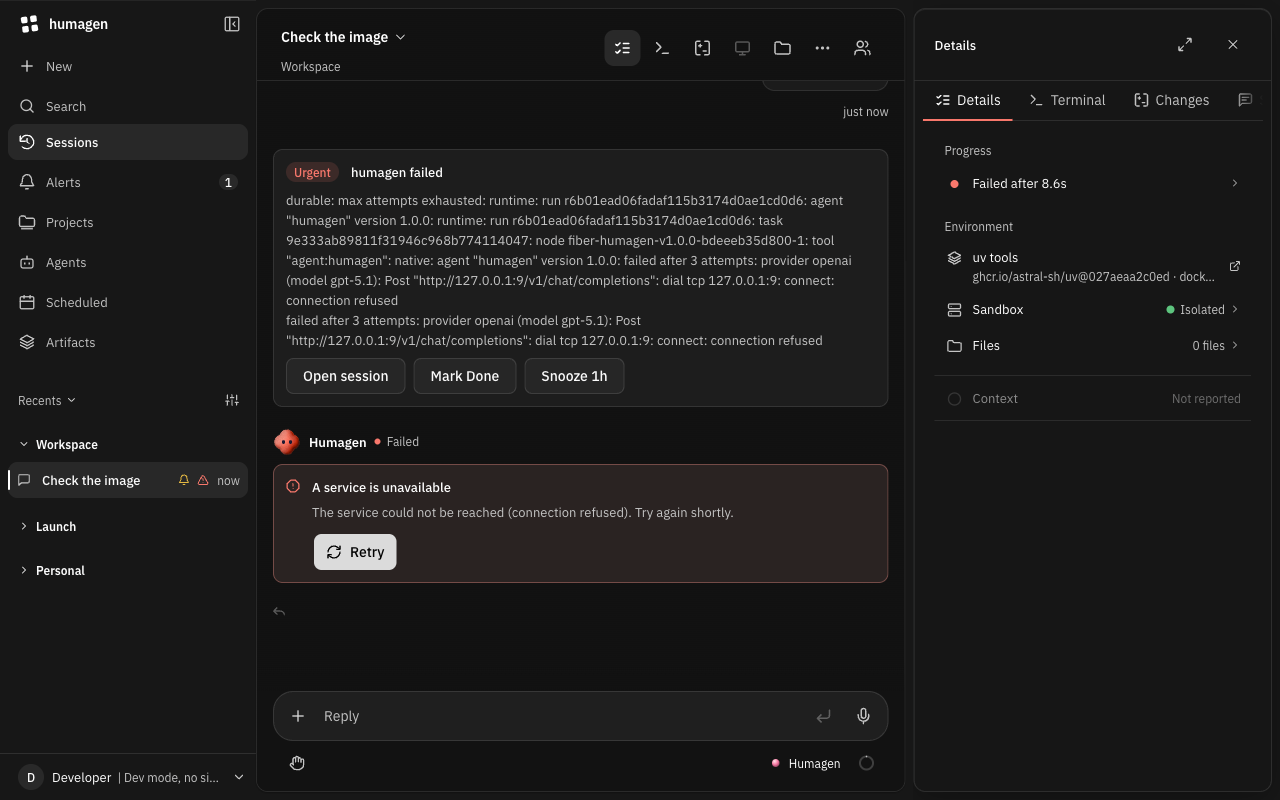 humagen
New
Search
Sessions
Alerts
1
Projects
Agents
Scheduled
Artifacts
Recents
Workspace
Check the image
now
Launch
Personal
D
Developer | Dev mode, no si...
Check the image
Workspace
just now
Urgent
humagen failed
durable: max attempts exhausted: runtime: run r6b01ead06fadaf115b3174d0ae1cd0d6: agent
"humagen" version 1.0.0: runtime: run r6b01ead06fadaf115b3174d0ae1cd0d6: task
9e333ab89811f31946c968b774114047: node fiber-humagen-v1.0.0-bdeeeb35d800-1: tool
"agent:humagen": native: agent "humagen" version 1.0.0: failed after 3 attempts: provider openai
(model gpt-5.1): Post "http://127.0.0.1:9/v1/chat/completions": dial tcp 127.0.0.1:9: connect:
connection refused
failed after 3 attempts: provider openai (model gpt-5.1): Post
"http://127.0.0.1:9/v1/chat/completions": dial tcp 127.0.0.1:9: connect: connection refused
Open session
Mark Done
Snooze 1h
Humagen
Failed
A service is unavailable
The service could not be reached (connection refused). Try again shortly.
Retry
Reply
Humagen
Details
Details
Terminal
Changes
Progress
Failed after 8.6s
Environment
uv tools
ghcr.io/astral-sh/uv@027aeaa2c0ed · dock...
Sandbox
Isolated
Files
0 files
Context
Not reported